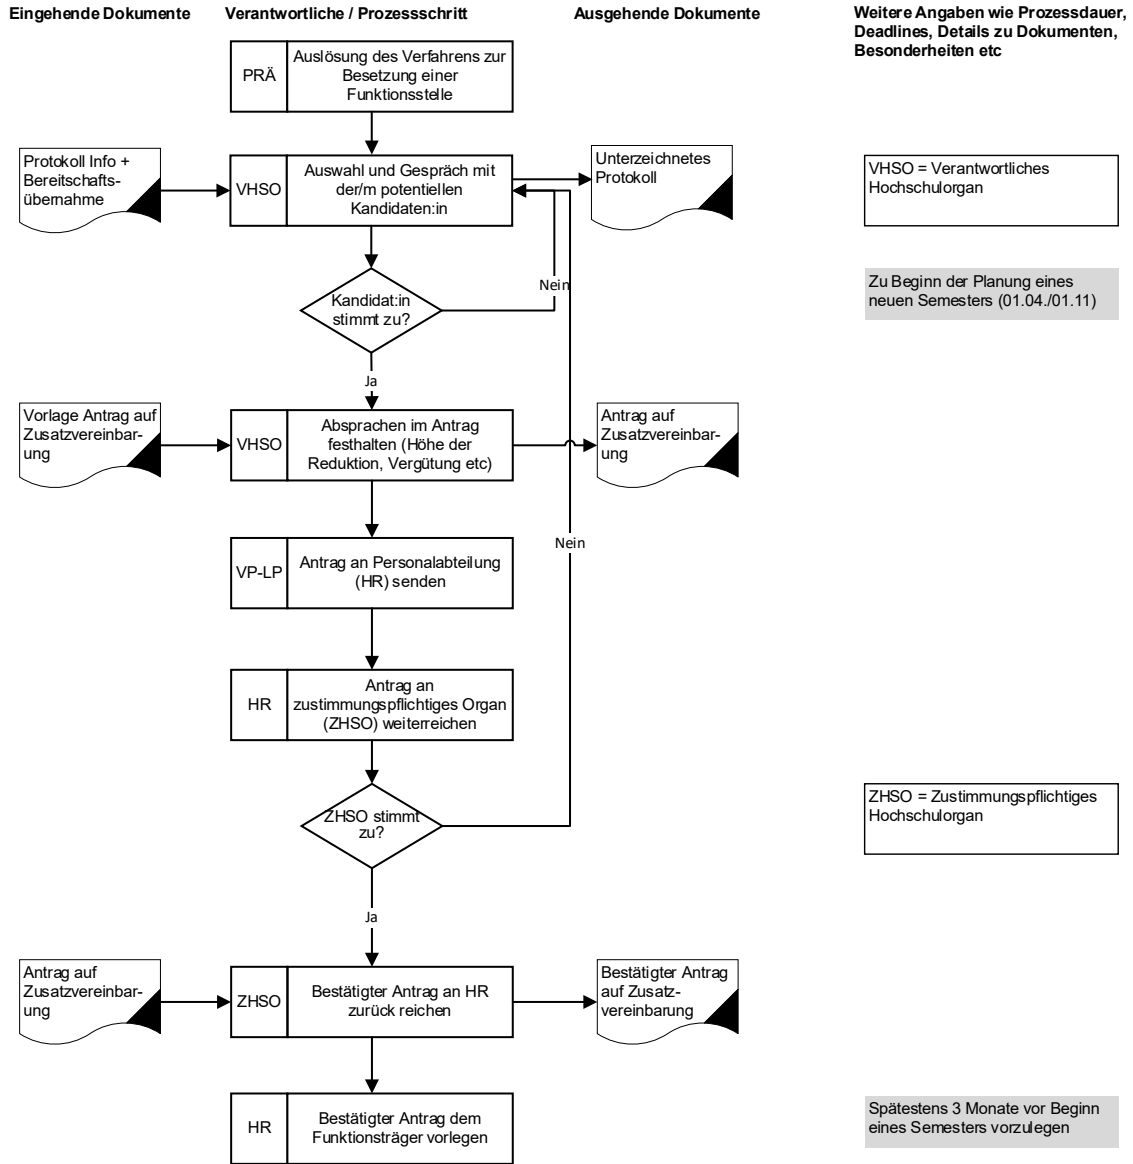 Eingehende Dokumente
Verantwortliche / Prozessschritt
Ausgehende Dokumente
Weitere Angaben wie Prozessdauer,
Deadlines, Details zu Dokumenten,
Besonderheiten etc
PRÄ
Auslösung des Verfahrens zur
Besetzung einer
Funktionsstelle
Protokoll Info +
Bereitschafts-
übernahme
VHSO
Auswahl und Gespräch mit
der/m potentiellen
Kandidaten:in
Unterzeichnetes
Protokoll
VHSO = Verantwortliches
Hochschulorgan
Kandidat:in
stimmt zu?
Nein
Zu Beginn der Planung eines
neuen Semesters (01.04./01.11)
Ja
Vorlage Antrag auf
Zusatzvereinbar-
ung
VHSO
Absprachen im Antrag
festhalten (Höhe der
Reduktion, Vergütung etc)
Antrag auf
Zusatzvereinbar-
ung
Nein
VP-LP
Antrag an Personalabteilung
(HR) senden
HR
Antrag an
zustimmungspflichtiges Organ
(ZHSO) weiterreichen
ZHSO stimmt
zu?
ZHSO = Zustimmungspflichtiges
Hochschulorgan
Ja
Antrag auf
Zusatzvereinbar-
ung
ZHSO
Bestätigter Antrag an HR
zurück reichen
Bestätigter Antrag
auf Zusatz-
vereinbarung
HR
Bestätigter Antrag dem
Funktionsträger vorlegen
Spätestens 3 Monate vor Beginn
eines Semesters vorzulegen